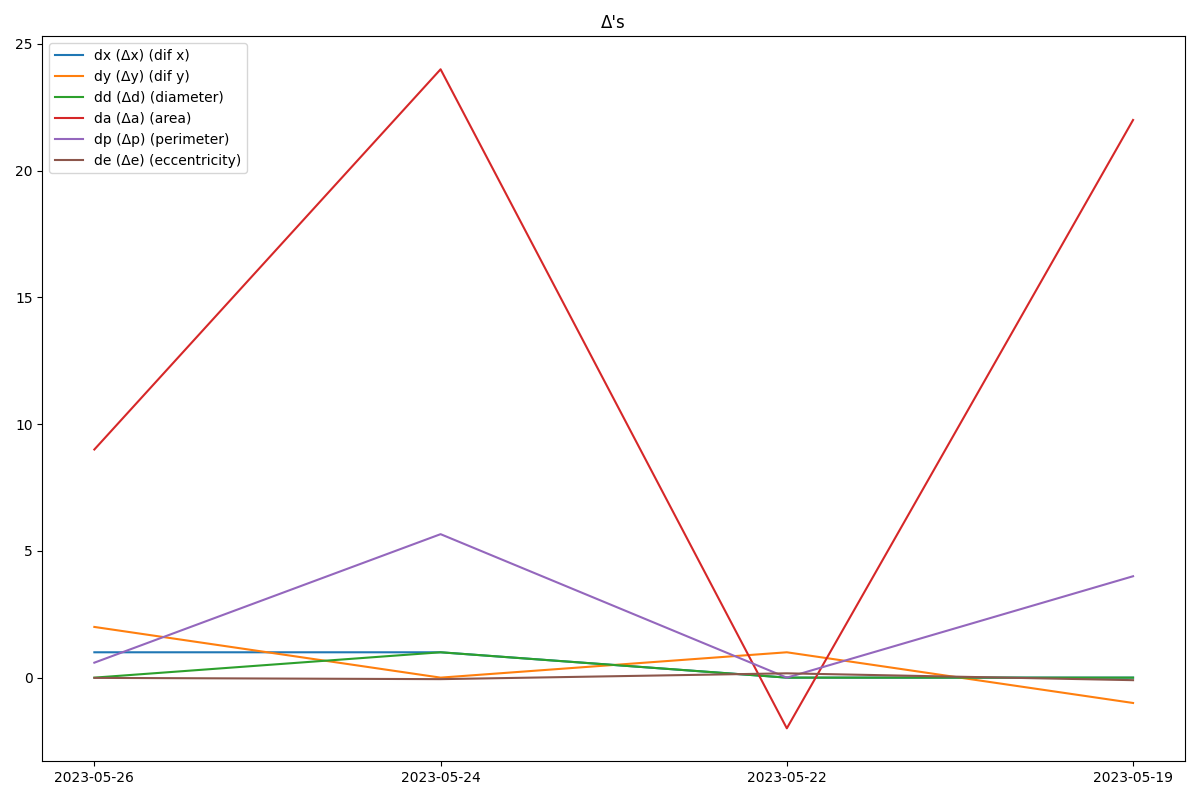 Δ's
25
20
15
10
5
0
dx (Δx) (dif x)
dy (Δy) (dif y)
dd (Δd) (diameter)
da (Δa) (area)
dp (Δp) (perimeter)
de (Δe) (eccentricity)
2023-05-26 2023-05-24 2023-05-22 2023-05-19